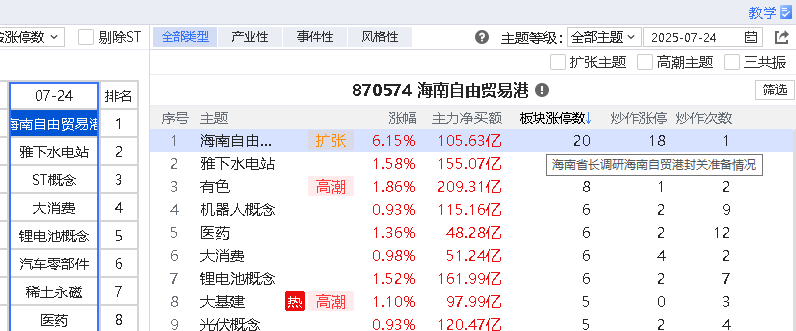 教学
按涨停数 剔除ST 全部类型 产业性 事件性 风格性 主题等级: 全部主题 2025-07-24
扩张主题 高潮主题 三共振
07-24 排名 870574 海南自由贸易港 筛选
海南自由贸易港 1
雅下水电站 2
ST概念 3
大消费 4
锂电池概念 5
汽车零部件 6
稀土永磁 7
医药 8
序号 主题 涨幅 主力净买额 板块涨停数↓ 炒作涨停 炒作次数
1 海南自由... 扩张 6.15% 105.63亿 20 18 1
2 雅下水电站 1.58% 155.07亿
海南省长调研海南自贸港封关准备情况
3 有色 高潮 1.86% 209.31亿 8 1 2
4 机器人概念 0.93% 115.16亿 6 2 9
5 医药 1.36% 48.28亿 6 2 12
6 大消费 0.98% 51.24亿 6 4 2
7 锂电池概念 1.52% 161.99亿 6 2 7
8 大基建 热 高潮 1.10% 97.99亿 5 0 3
9 光伏概念 0.93% 120.47亿 5 2 4